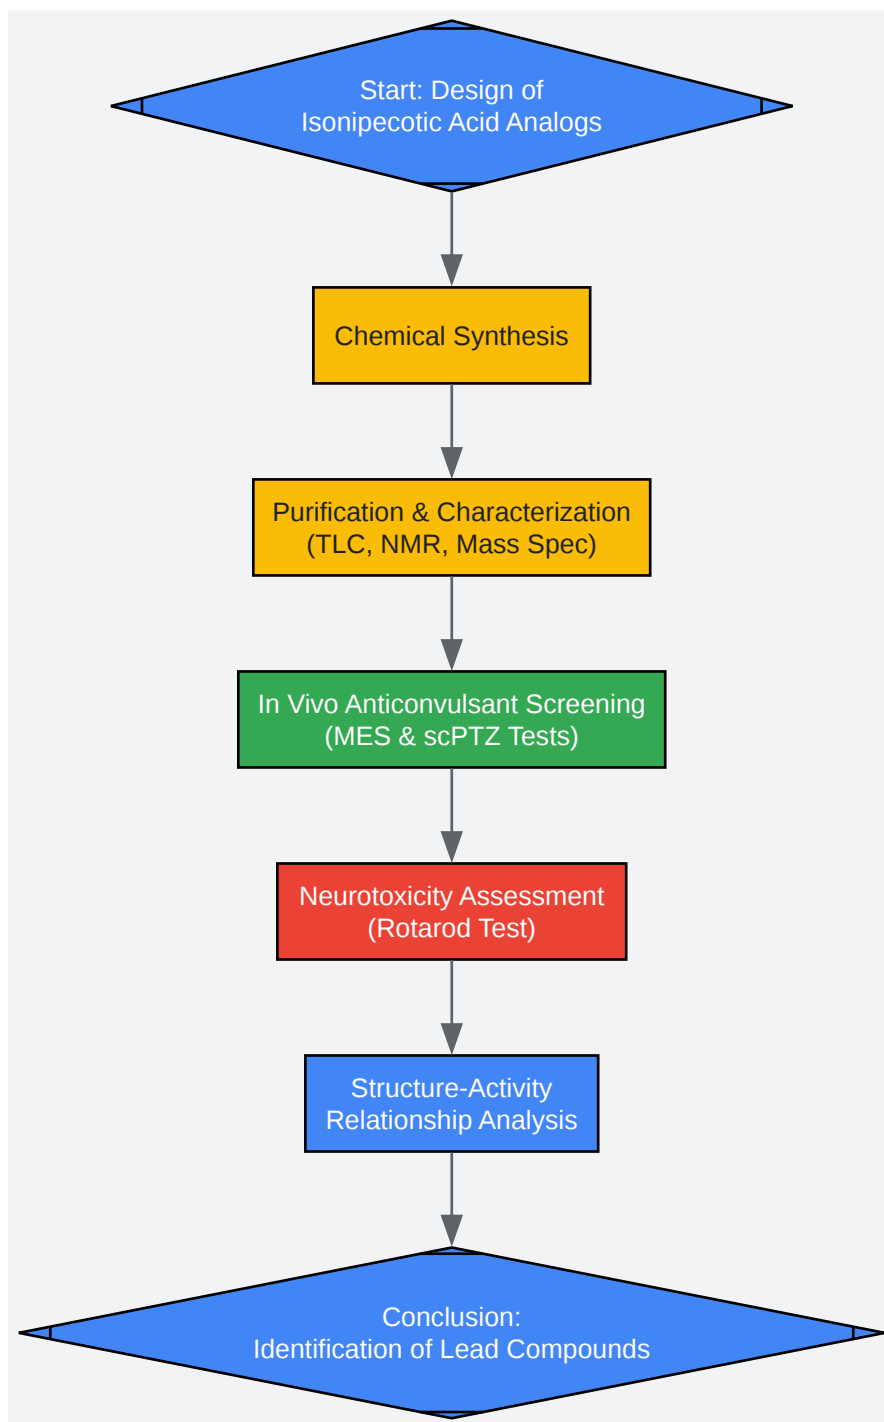 Start: Design of
Isonipecotic Acid Analogs
Chemical Synthesis
Purification & Characterization
(TLC, NMR, Mass Spec)
In Vivo Anticonvulsant Screening
(MES & scPTZ Tests)
Neurotoxicity Assessment
(Rotarod Test)
Structure-Activity
Relationship Analysis
Conclusion:
Identification of Lead Compounds